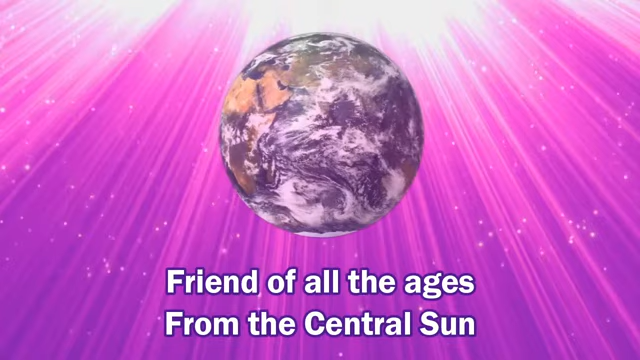 Friend of all the ages
From the Central Sun